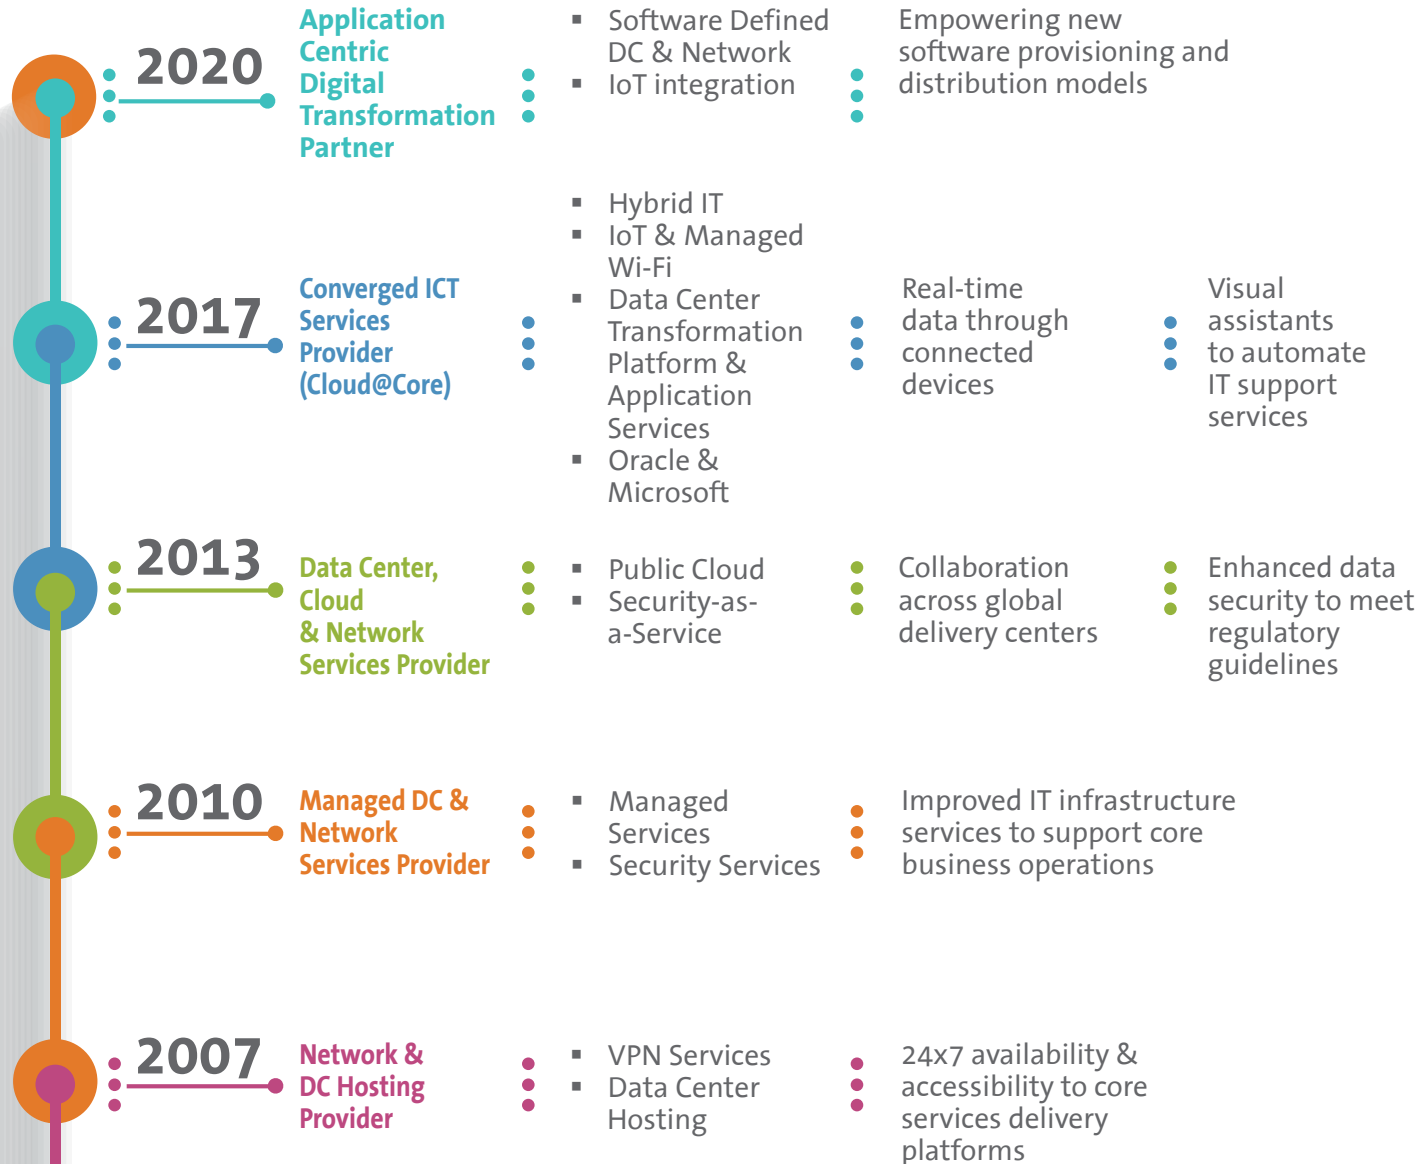 2020
Application
Centric
Digital
Transformation
Partner
▪ Software Defined
DC & Network
▪ IoT integration
Empowering new
software provisioning and
distribution models
2017
Converged ICT
Services
Provider
(Cloud@Core)
▪ Hybrid IT
▪ IoT & Managed
Wi-Fi
▪ Data Center
Transformation
Platform &
Application
Services
▪ Oracle &
Microsoft
Real-time
data through
connected
devices
Visual
assistants
to automate
IT support
services
2013
Data Center,
Cloud
& Network
Services Provider
▪ Public Cloud
▪ Security-as-
a-Service
Collaboration
across global
delivery centers
Enhanced data
security to meet
regulatory
guidelines
2010
Managed DC &
Network
Services Provider
▪ Managed
Services
▪ Security Services
Improved IT infrastructure
services to support core
business operations
2007
Network &
DC Hosting
Provider
▪ VPN Services
▪ Data Center
Hosting
24x7 availability &
accessibility to core
services delivery
platforms